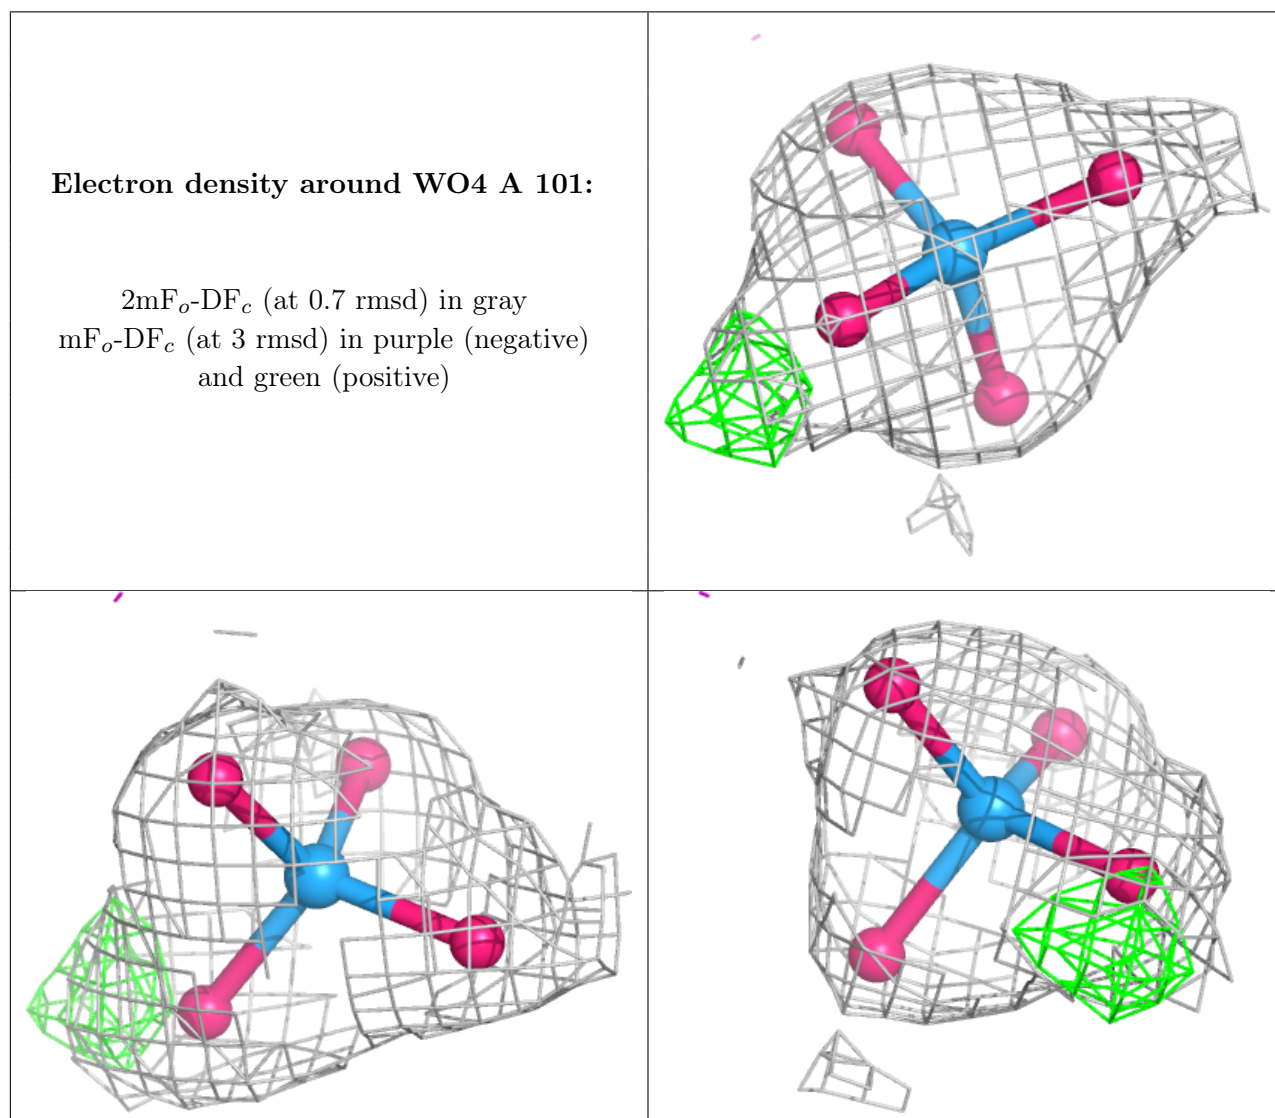 Electron density around WO4 A 101:
2mFo-DFc (at 0.7 rmsd) in gray
mFo-DFc (at 3 rmsd) in purple (negative)
and green (positive)